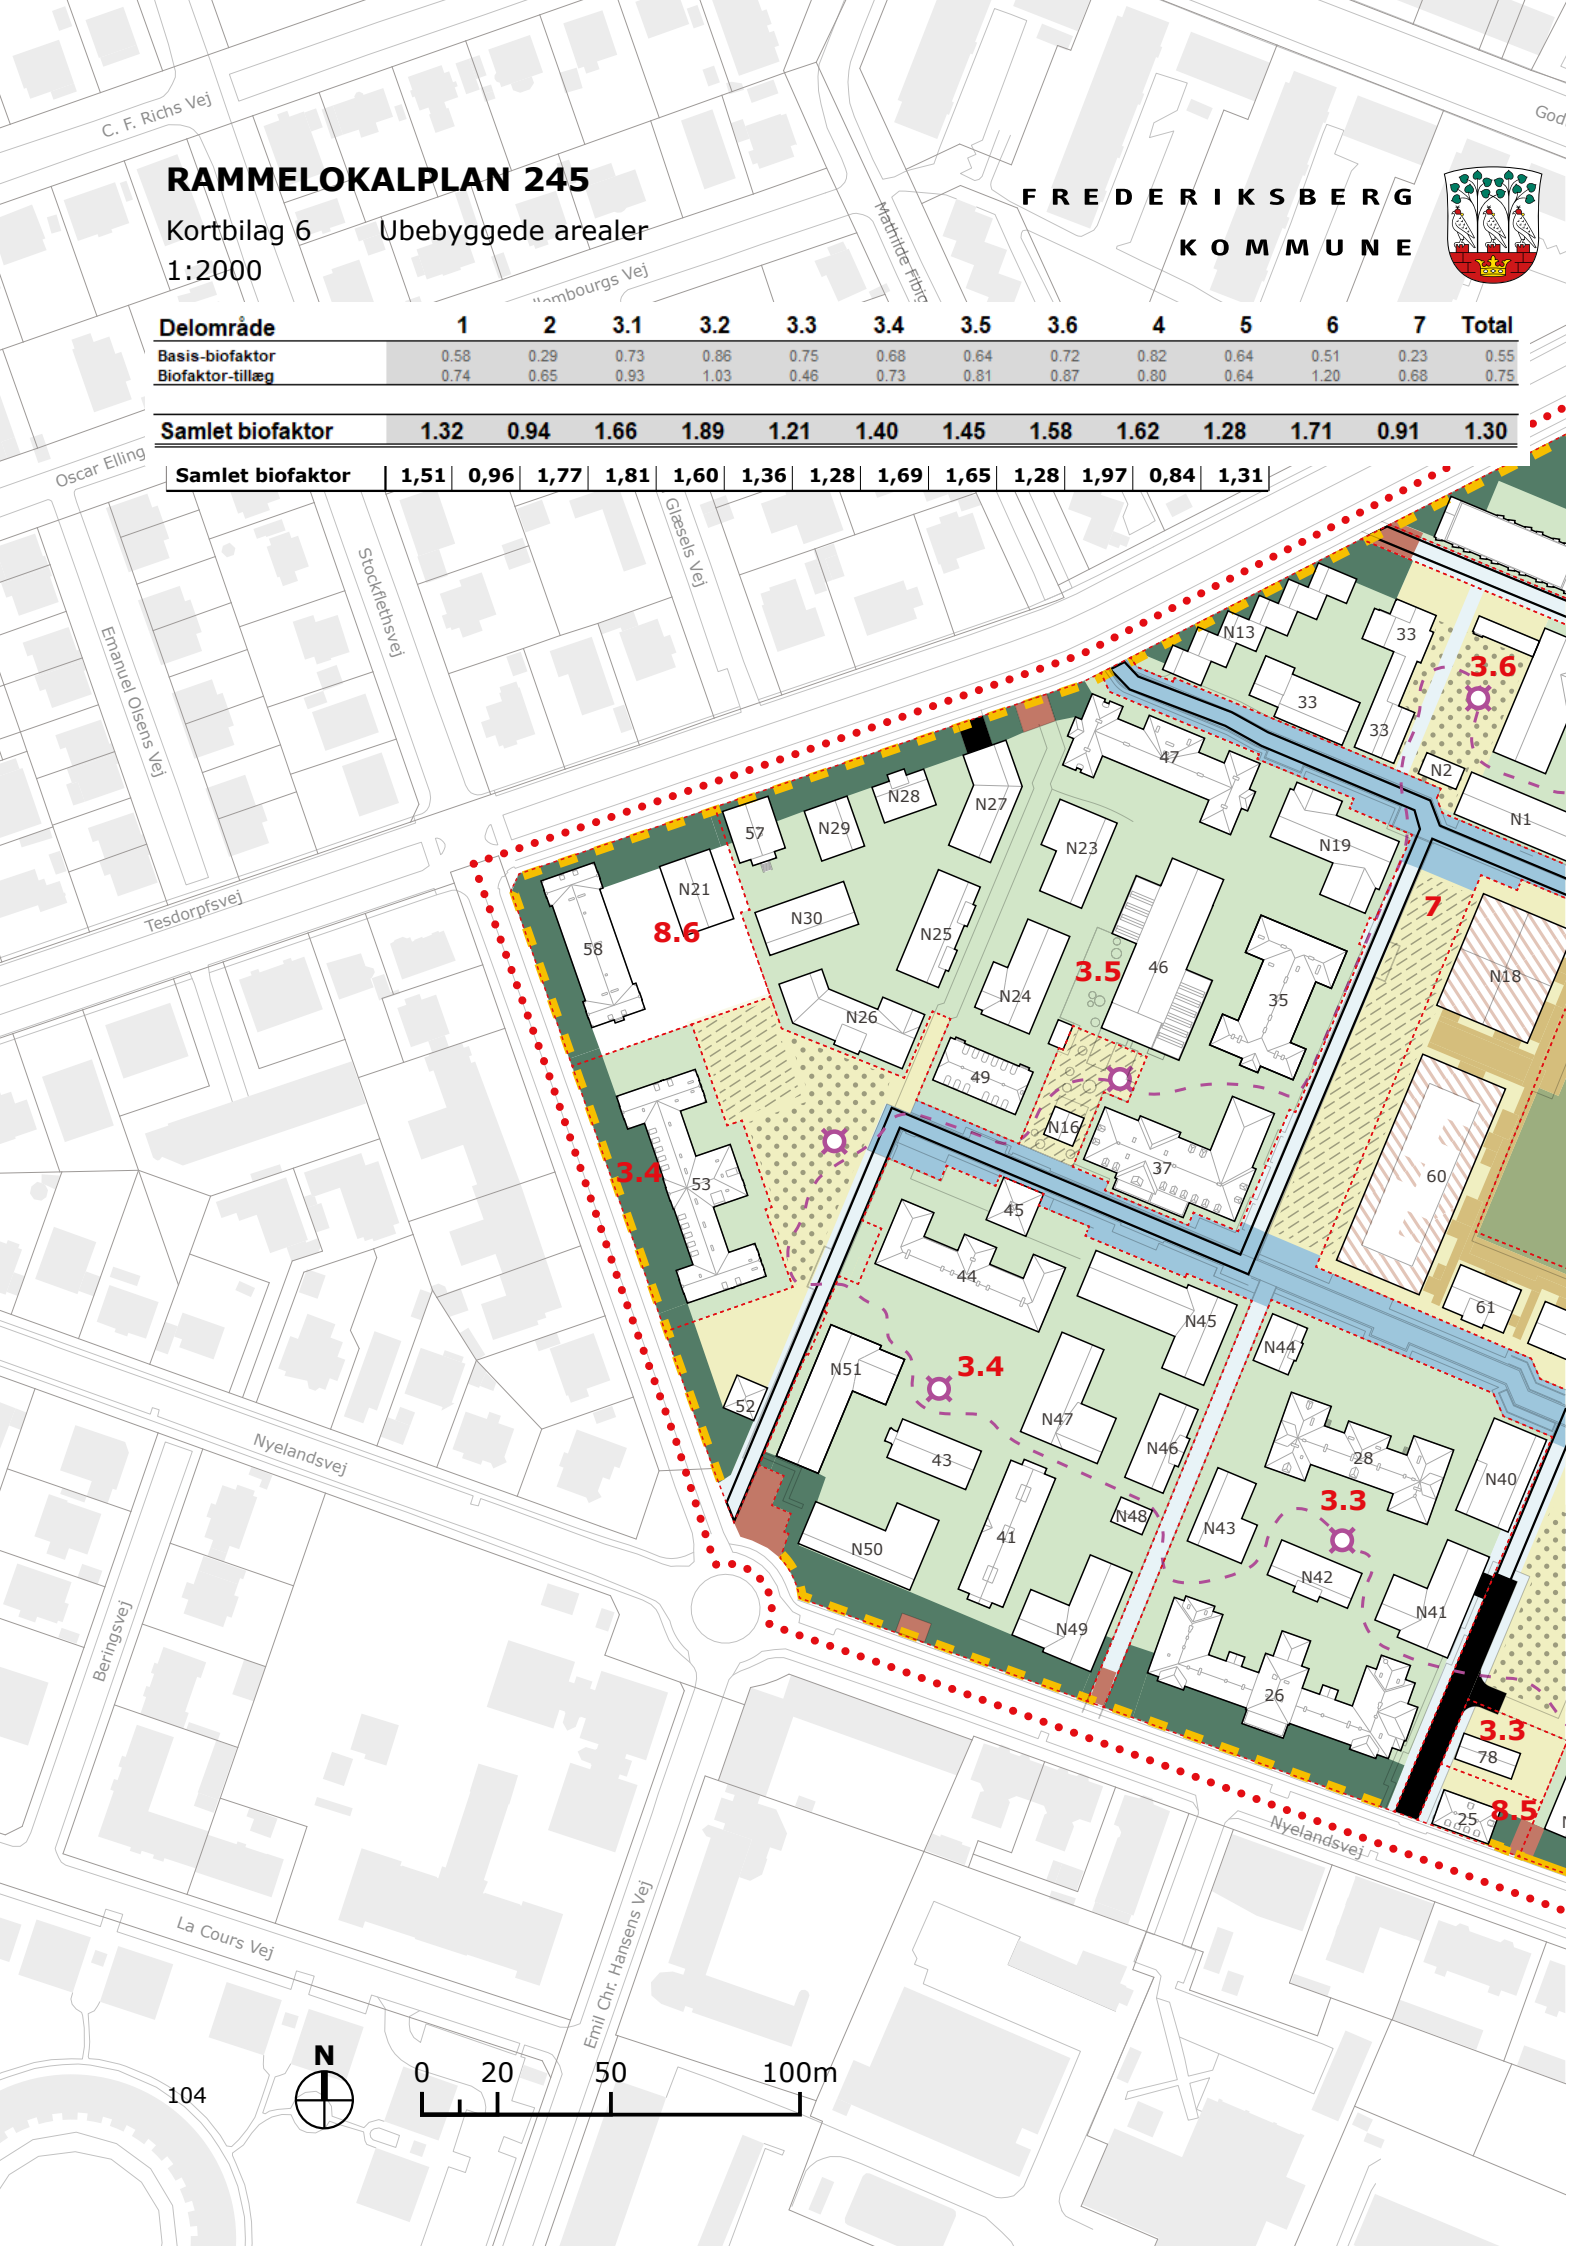 C. F. Richs Vej
God
RAMMELOKALPLAN 245
Kortbilag 6 Ubebyggede arealer
1:2000
FREDERIKSBERG
KOMMUNE
Mathilde Fibig
llembourgs Vej
Delområde 1 2 3.1 3.2 3.3 3.4 3.5 3.6 4 5 6 7 Total
Basis-biofaktor 0.58 0.29 0.73 0.86 0.75 0.68 0.64 0.72 0.82 0.64 0.51 0.23 0.55
Biofaktor-tillæg 0.74 0.65 0.93 1.03 0.46 0.73 0.81 0.87 0.80 0.64 1.20 0.68 0.75
Samlet biofaktor 1.32 0.94 1.66 1.89 1.21 1.40 1.45 1.58 1.62 1.28 1.71 0.91 1.30
Samlet biofaktor 1,51 0,96 1,77 1,81 1,60 1,36 1,28 1,69 1,65 1,28 1,97 0,84 1,31
Oscar Elling
Glæsels Vej
Stockflethsvej
Emanuel Olsens Vej
Tesdorpfsvej
N13
33
3.6
33
33
47
N2
N1
N28
N27
57
N29
N23
N19
N21
7
N30
8.6
N25
58
3.5
46
N18
N24
35
N26
49
N16
37
3.4
53
60
45
44
61
N45
N44
N51
3.4
52
N47
N46
28
43
N40
Nyelandsvej
3.3
N48
N43
41
N50
N42
N41
N49
Beringsvej
26
3.3
78
25
8.5
Nyelandsvej
La Cours Vej
Emil Chr. Hansens Vej
N
0 20 50 100m
104